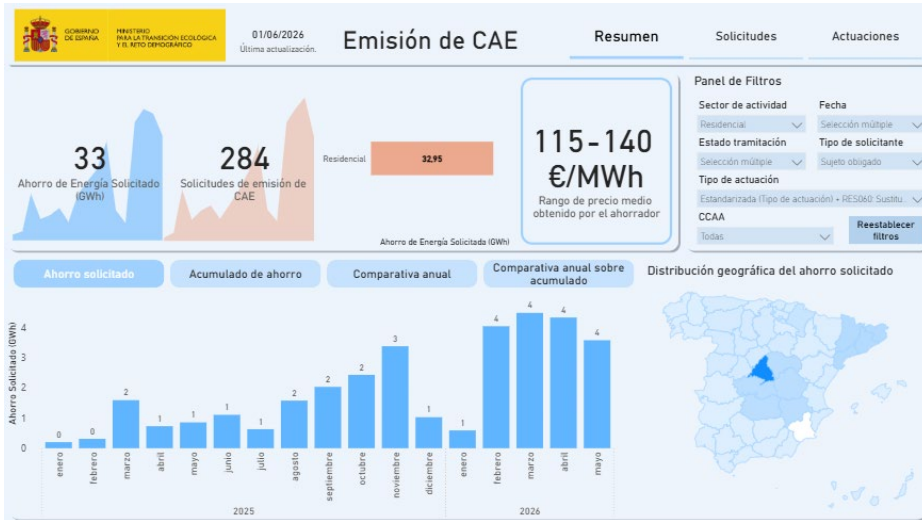 GOBIERNO
DE ESPAÑA
MINISTERIO
PARA LA TRANSICIÓN ECOLÓGICA
Y EL RETO DEMOGRÁFICO
01/06/2026
Última actualización.
Emisión de CAE
Resumen
Solicitudes
Actuaciones
33
Ahorro de Energía Solicitado
(GWh)
284
Solicitudes de emisión de
CAE
Residencial
32,95
Ahorro de Energía Solicitado (GWh)
115-140
€/MWh
Rango de precio medio
obtenido por el ahorrador
Panel de Filtros
Sector de actividad
Fecha
Residencial
Selección múltiple
Estado tramitación
Tipo de solicitante
Selección múltiple
Sujeto obligado
Tipo de actuación
Estandarizada (Tipo de actuación) + RES060: Sustitu...
CCAA
Todas
Reestablecer
filtros
Ahorro solicitado
Acumulado de ahorro
Comparativa anual
Comparativa anual sobre
acumulado
Distribución geográfica del ahorro solicitado
Ahorro Solicitado (GWh)
4
3
2
1
0
0
0
2
1
1
1
1
2
2
2
3
1
1
4
4
4
4
enero
febrero
marzo
abril
mayo
junio
julio
agosto
septiembre
octubre
noviembre
diciembre
enero
febrero
marzo
abril
mayo
2025
2026